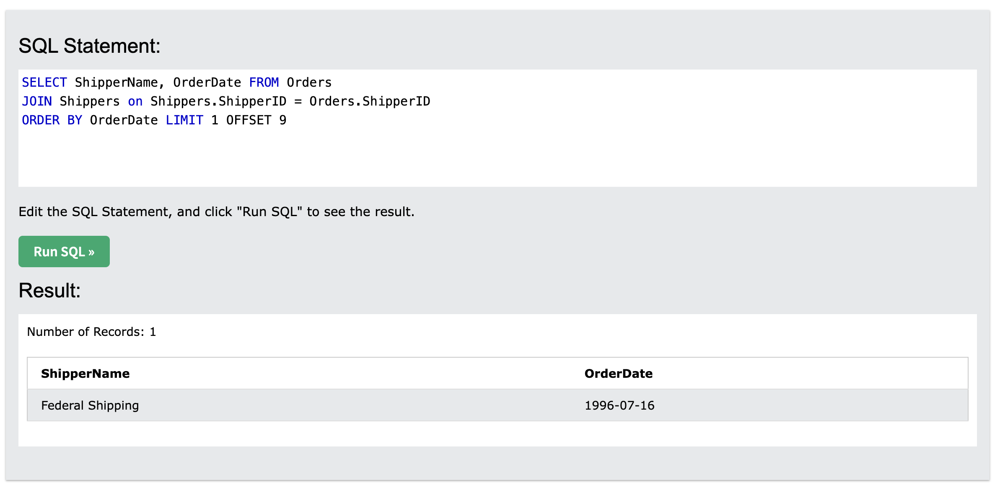 SQL Statement:
SELECT ShipperName, OrderDate FROM Orders
JOIN Shippers on Shippers.ShipperID = Orders.ShipperID
ORDER BY OrderDate LIMIT 1 OFFSET 9
Edit the SQL Statement, and click "Run SQL" to see the result.
Run SQL »
Result:
Number of Records: 1
ShipperName OrderDate
Federal Shipping 1996-07-16